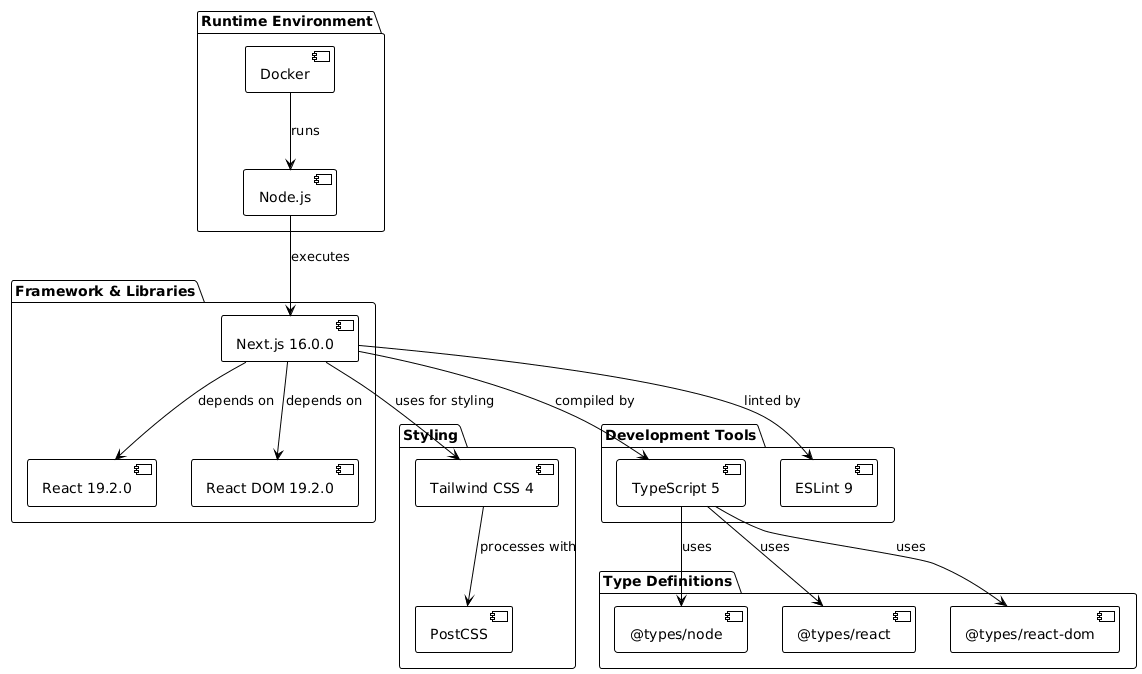 Runtime Environment
Docker
runs
Node.js
executes
Framework & Libraries
Next.js 16.0.0
depends on
depends on
uses for styling
compiled by
linted by
Styling
Development Tools
React 19.2.0
React DOM 19.2.0
Tailwind CSS 4
TypeScript 5
ESLint 9
processes with
uses
uses
uses
Type Definitions
PostCSS
@types/node
@types/react
@types/react-dom